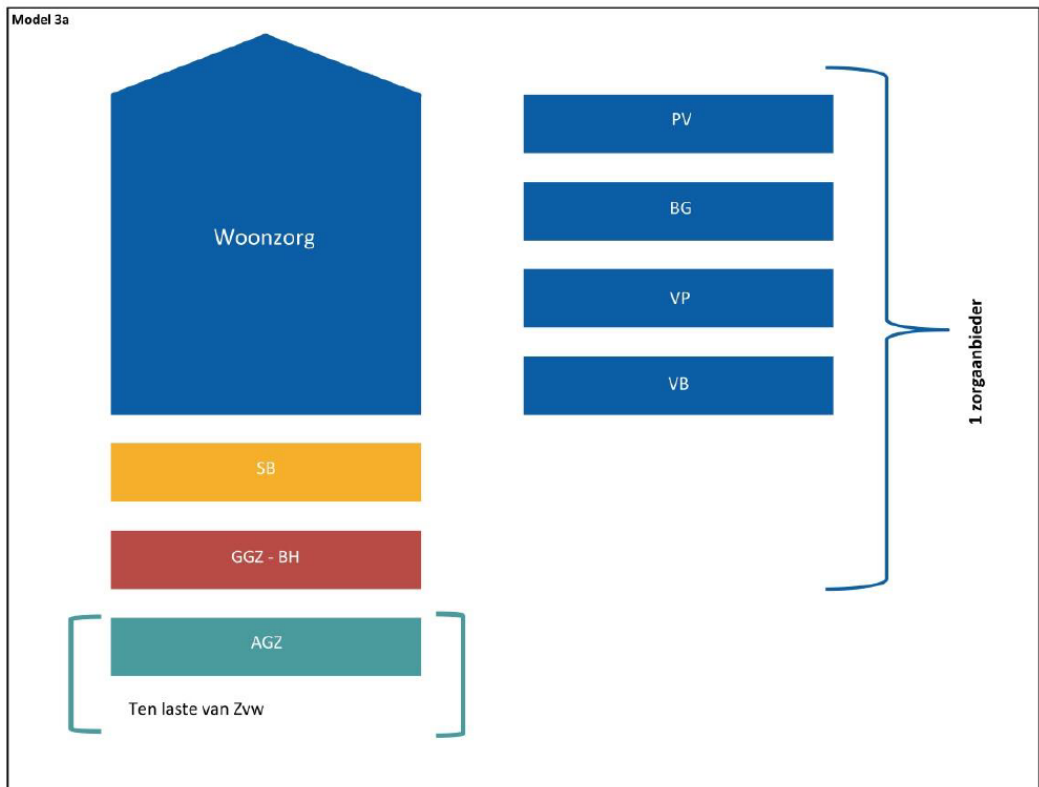 Model 3a
Woonzorg
PV
BG
VP
VB
SB
GGZ - BH
AGZ
Ten laste van Zvw
1 zorgaanbieder